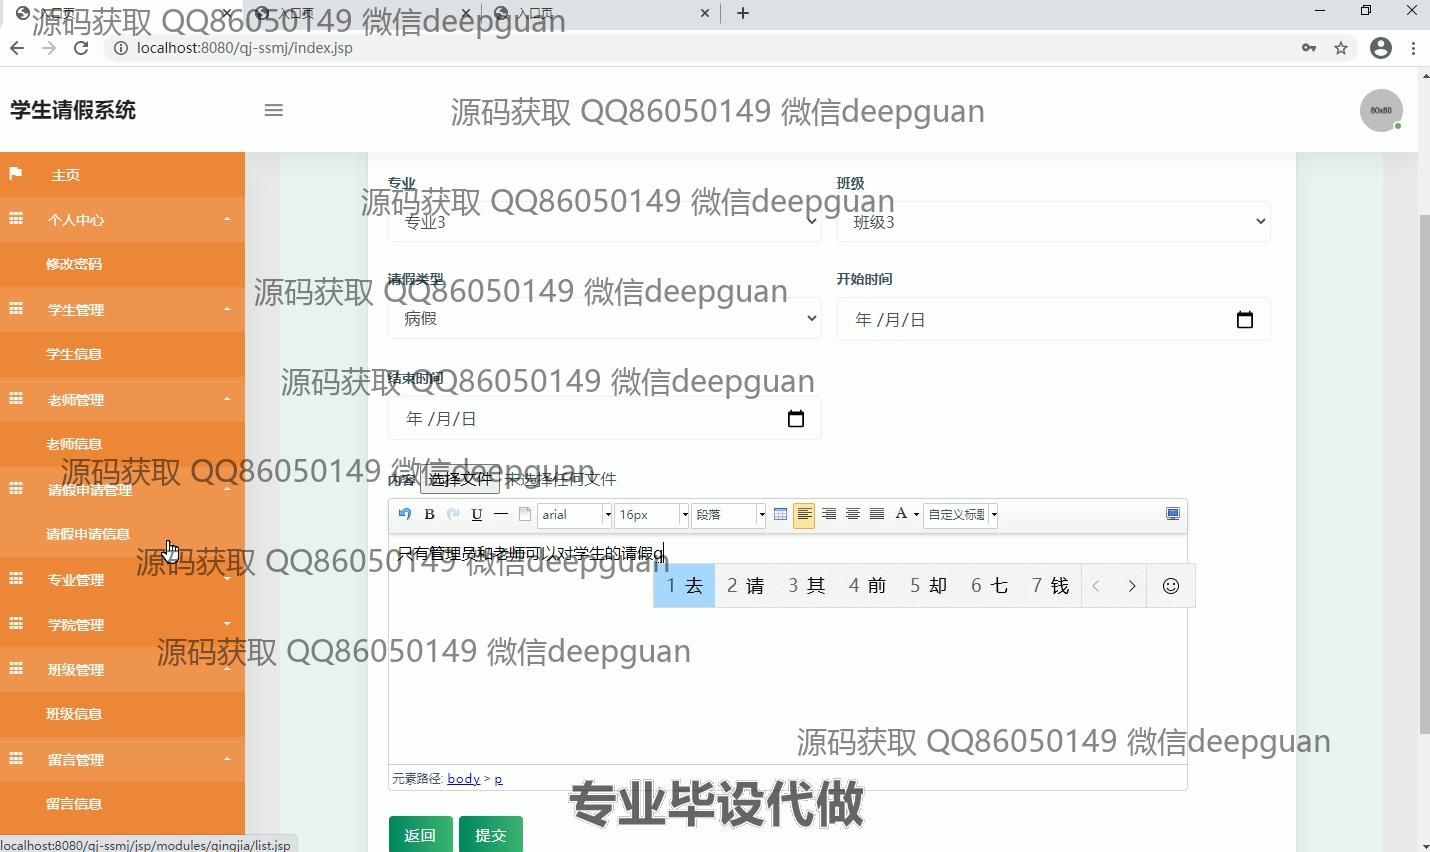 入口页
入口页
入口页
源码获取 QQ86050149 微信deepguan
localhost:8080/qj-ssmj/index.jsp
学生请假系统
源码获取 QQ86050149 微信deepguan
80x80
主页
个人中心
修改密码
学生管理
学生信息
老师管理
老师信息
请假申请管理
请假申请信息
专业管理
学院管理
班级管理
班级信息
留言管理
留言信息
专业
班级
源码获取 QQ86050149 微信deepguan
专业3
班级3
请假类型
开始时间
源码获取 QQ86050149 微信deepguan
病假
年 /月/日
结束时间
源码获取 QQ86050149 微信deepguan
年 /月/日
源码获取 QQ86050149 微信deepguan
内容 选择文件 未选择任何文件
B U arial 16px 段落 A 自定义标题
只有管理员和老师可以对学生的请假q
源码获取 QQ86050149 微信deepguan
1 去 2 请 3 其 4 前 5 却 6 七 7 钱
源码获取 QQ86050149 微信deepguan
源码获取 QQ86050149 微信deepguan
元素路径: body > p
专业毕设代做
返回 提交
localhost:8080/qj-ssmj/jsp/modules/qingjia/list.jsp